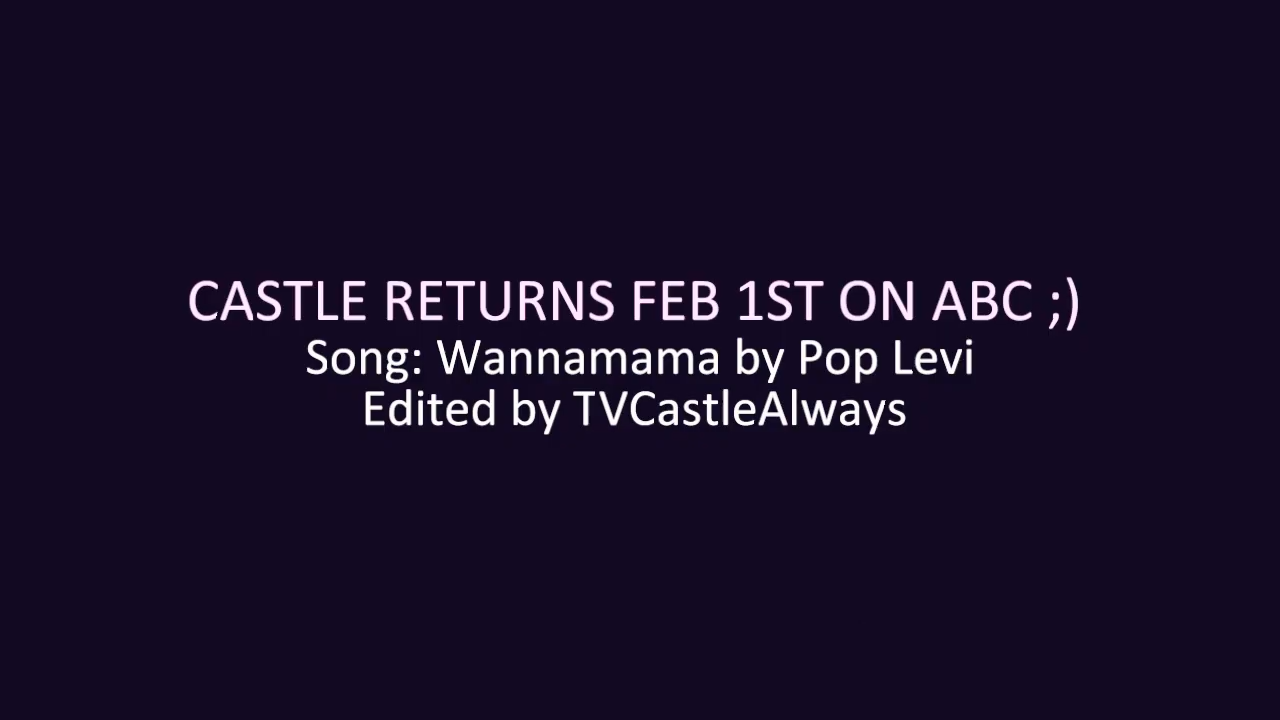 CASTLE RETURNS FEB 1ST ON ABC ;)
Song: Wannamama by Pop Levi
Edited by TVCastleAlways